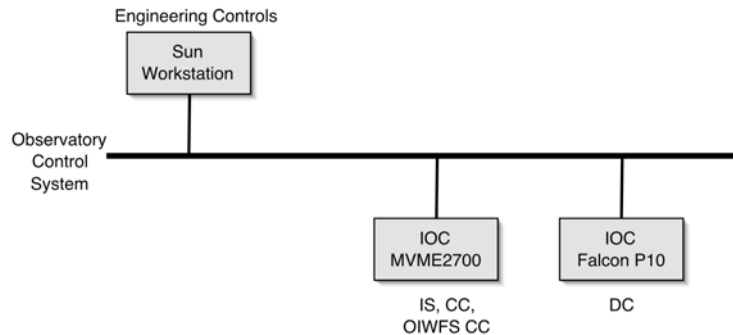 Engineering Controls
Sun
Workstation
Observatory
Control
System
IOC
MVME2700
IOC
Falcon P10
IS, CC,
OIWFS CC
DC